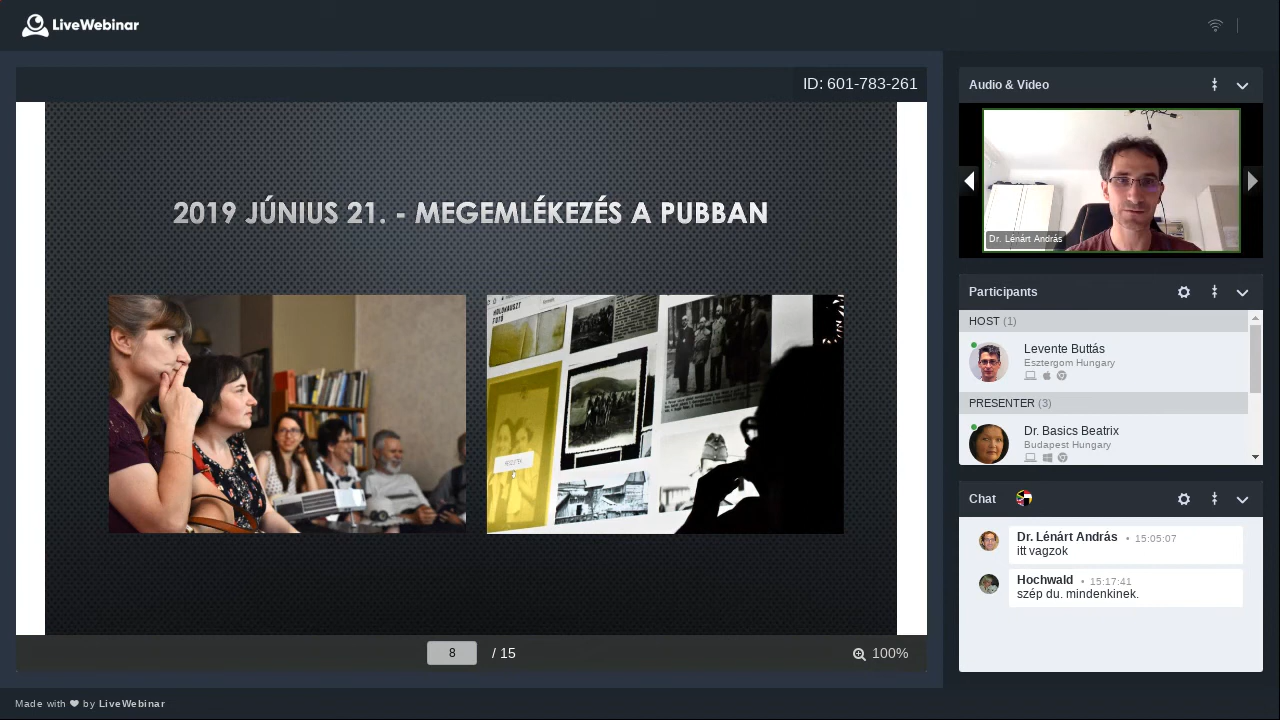 LiveWebinar
ID: 601-783-261
2019 JÚNIUS 21. - MEGEMLÉKEZÉS A PUBBAN
HOLOKAUSZT
FOTÓ
8 / 15
100%
Audio & Video
Dr. Lénárt András
Participants
HOST (1)
Levente Buttás
Esztergom Hungary
PRESENTER (3)
Dr. Basics Beatrix
Budapest Hungary
Chat
Dr. Lénárt András • 15:05:07
itt vagzok
Hochwald • 15:17:41
szép du. mindenkinek.
Made with ❤ by LiveWebinar